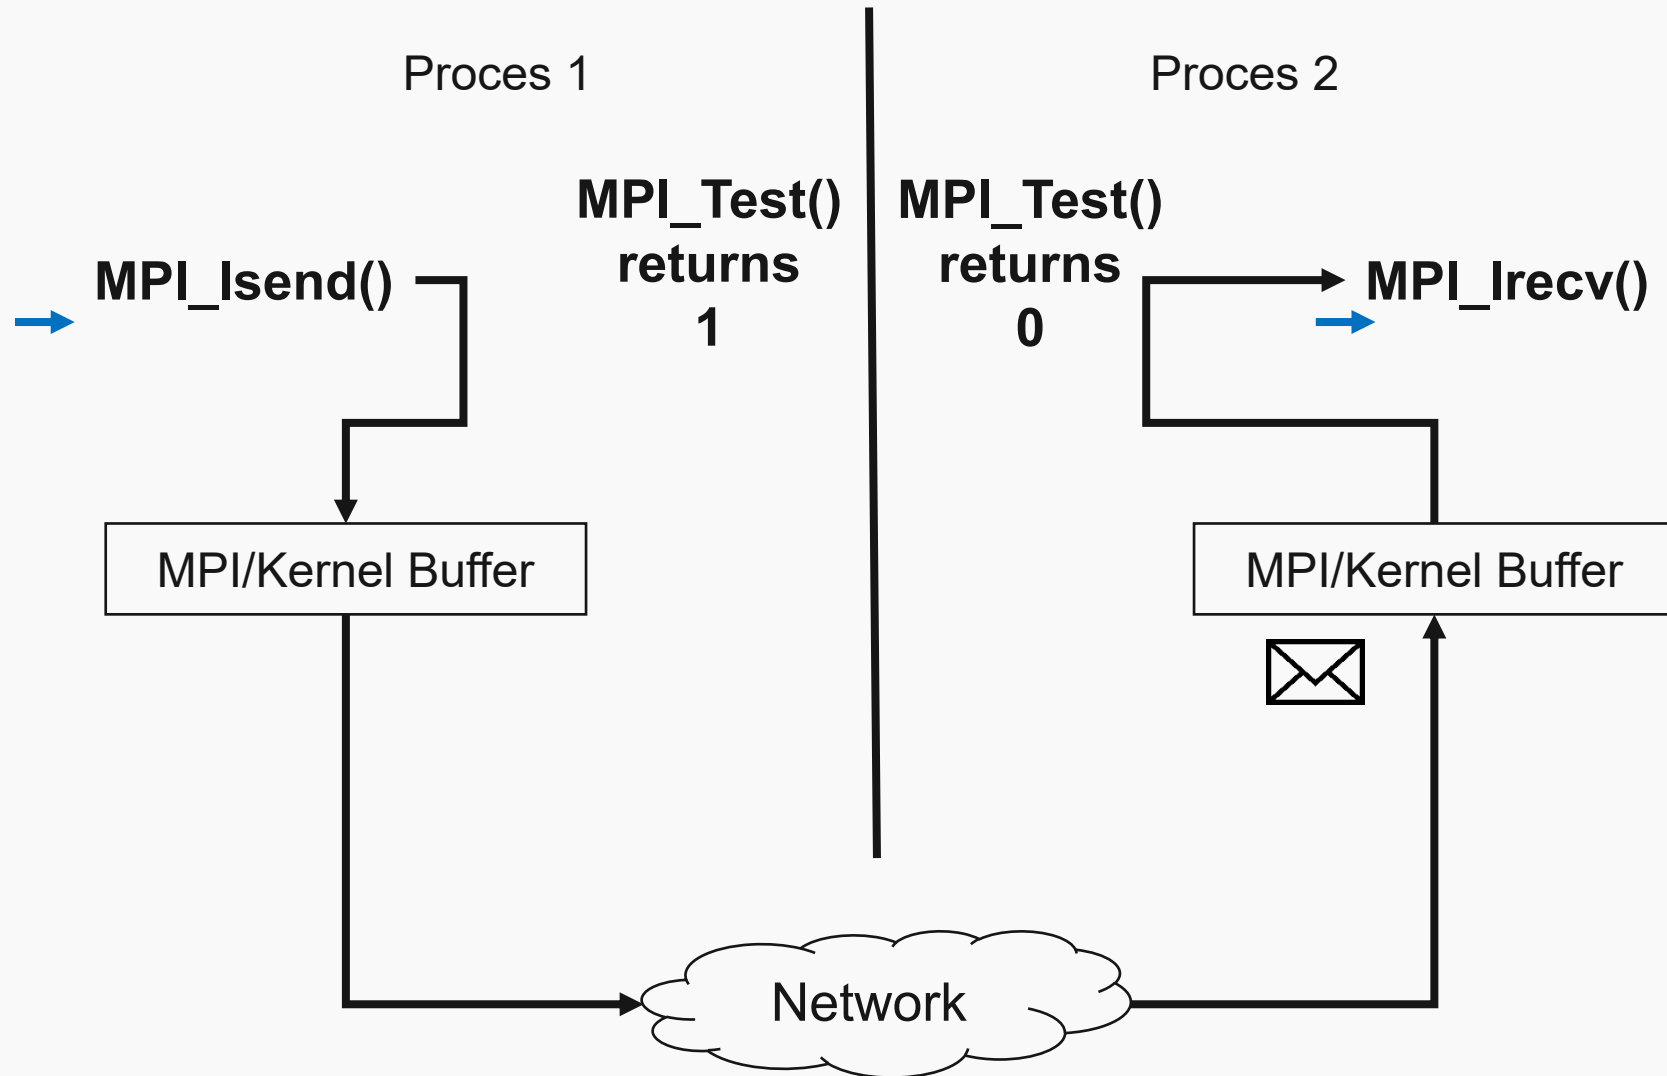 Proces 1
Proces 2
MPI_Test()
returns
1
MPI_Test()
returns
0
MPI_Isend()
MPI_Irecv()
MPI/Kernel Buffer
MPI/Kernel Buffer
Network